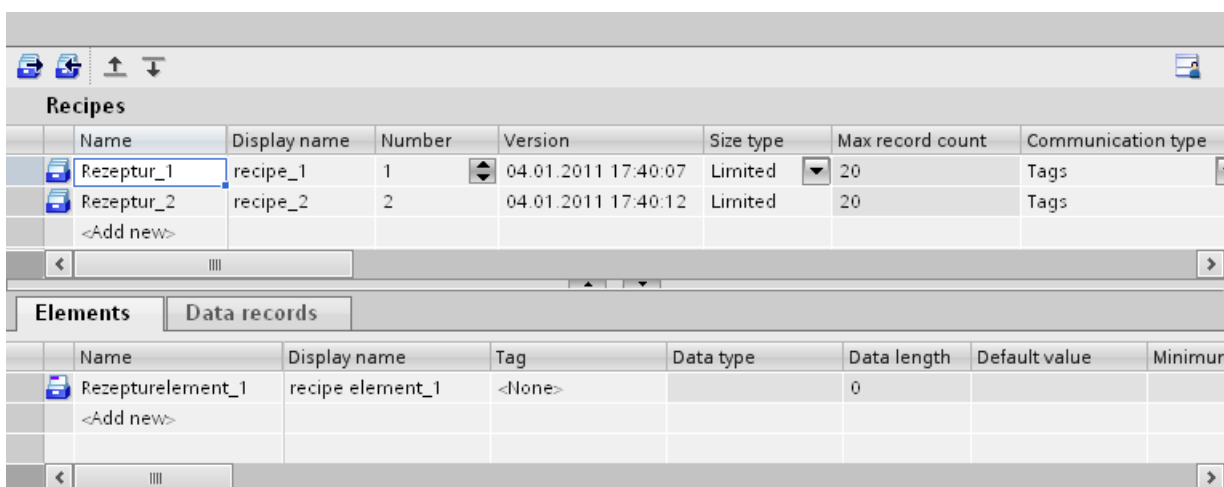 Recipes
Name Display name Number Version Size type Max record count Communication type
Rezeptur_1 recipe_1 1 04.01.2011 17:40:07 Limited 20 Tags
Rezeptur_2 recipe_2 2 04.01.2011 17:40:12 Limited 20 Tags
<Add new>
Elements Data records
Name Display name Tag Data type Data length Default value
Rezepturelement_1 recipe element_1 <None> 0
<Add new>